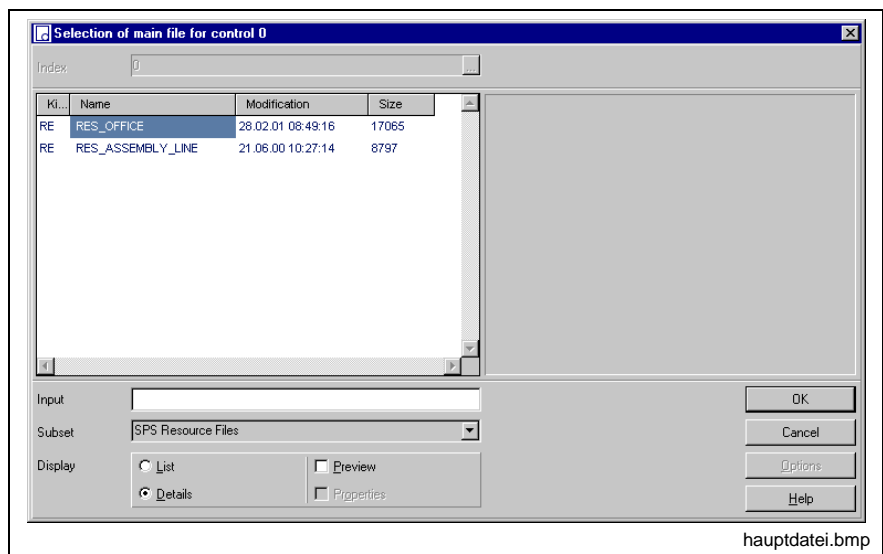 Selection of main file for control 0
Index 0 ...
Ki... Name Modification Size
RE RES_OFFICE 28.02.01 08:49:16 17065
RE RES_ASSEMBLY_LINE 21.06.00 10:27:14 8797
Input OK
Subset SPS Resource Files Cancel
Display List Preview Options
Details Properties Help
hauptdatei.bmp